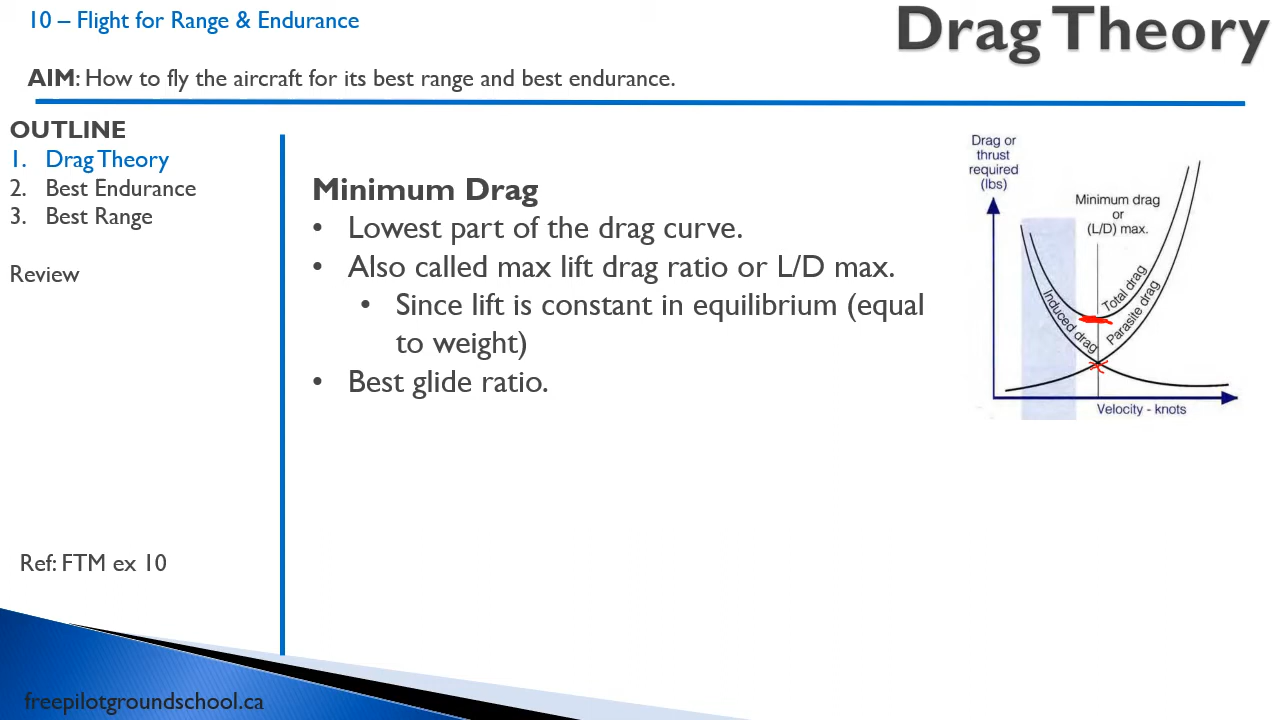 10 – Flight for Range & Endurance
Drag Theory
AIM: How to fly the aircraft for its best range and best endurance.
OUTLINE
1. Drag Theory
2. Best Endurance
3. Best Range
Review
Ref: FTM ex 10
Minimum Drag
• Lowest part of the drag curve.
• Also called max lift drag ratio or L/D max.
• Since lift is constant in equilibrium (equal
to weight)
• Best glide ratio.
Drag or
thrust
required
(lbs)
Minimum drag
or
(L/D) max.
Total drag
Induced drag
Parasite drag
Velocity - knots
freepilotgroundschool.ca